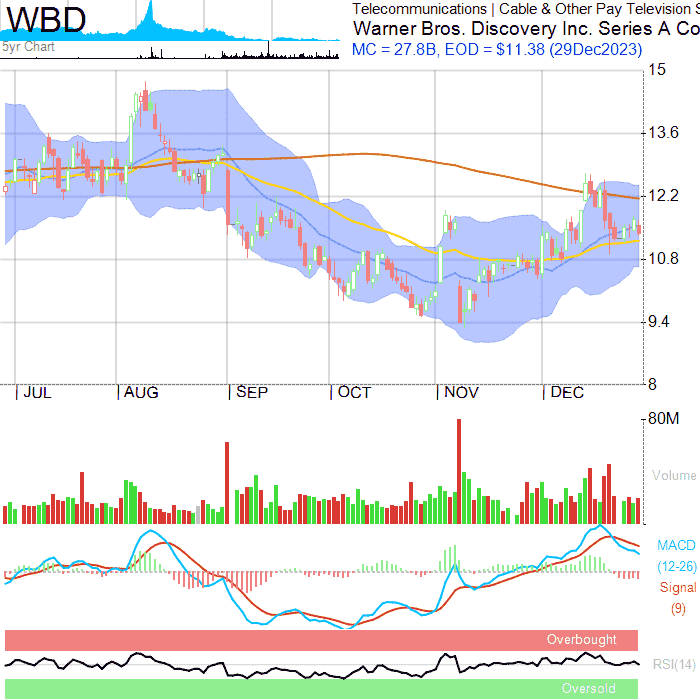 WBD
5yr Chart
Telecommunications | Cable & Other Pay Television S
Warner Bros. Discovery Inc. Series A Co
MC = 27.8B, EOD = $11.38 (29Dec2023)
15
13.6
12.2
10.8
9.4
8
| JUL | AUG | SEP | OCT | NOV | DEC
80M
Volume
MACD
(12-26)
Signal
(9)
Overbought
RSI(14)
Oversold